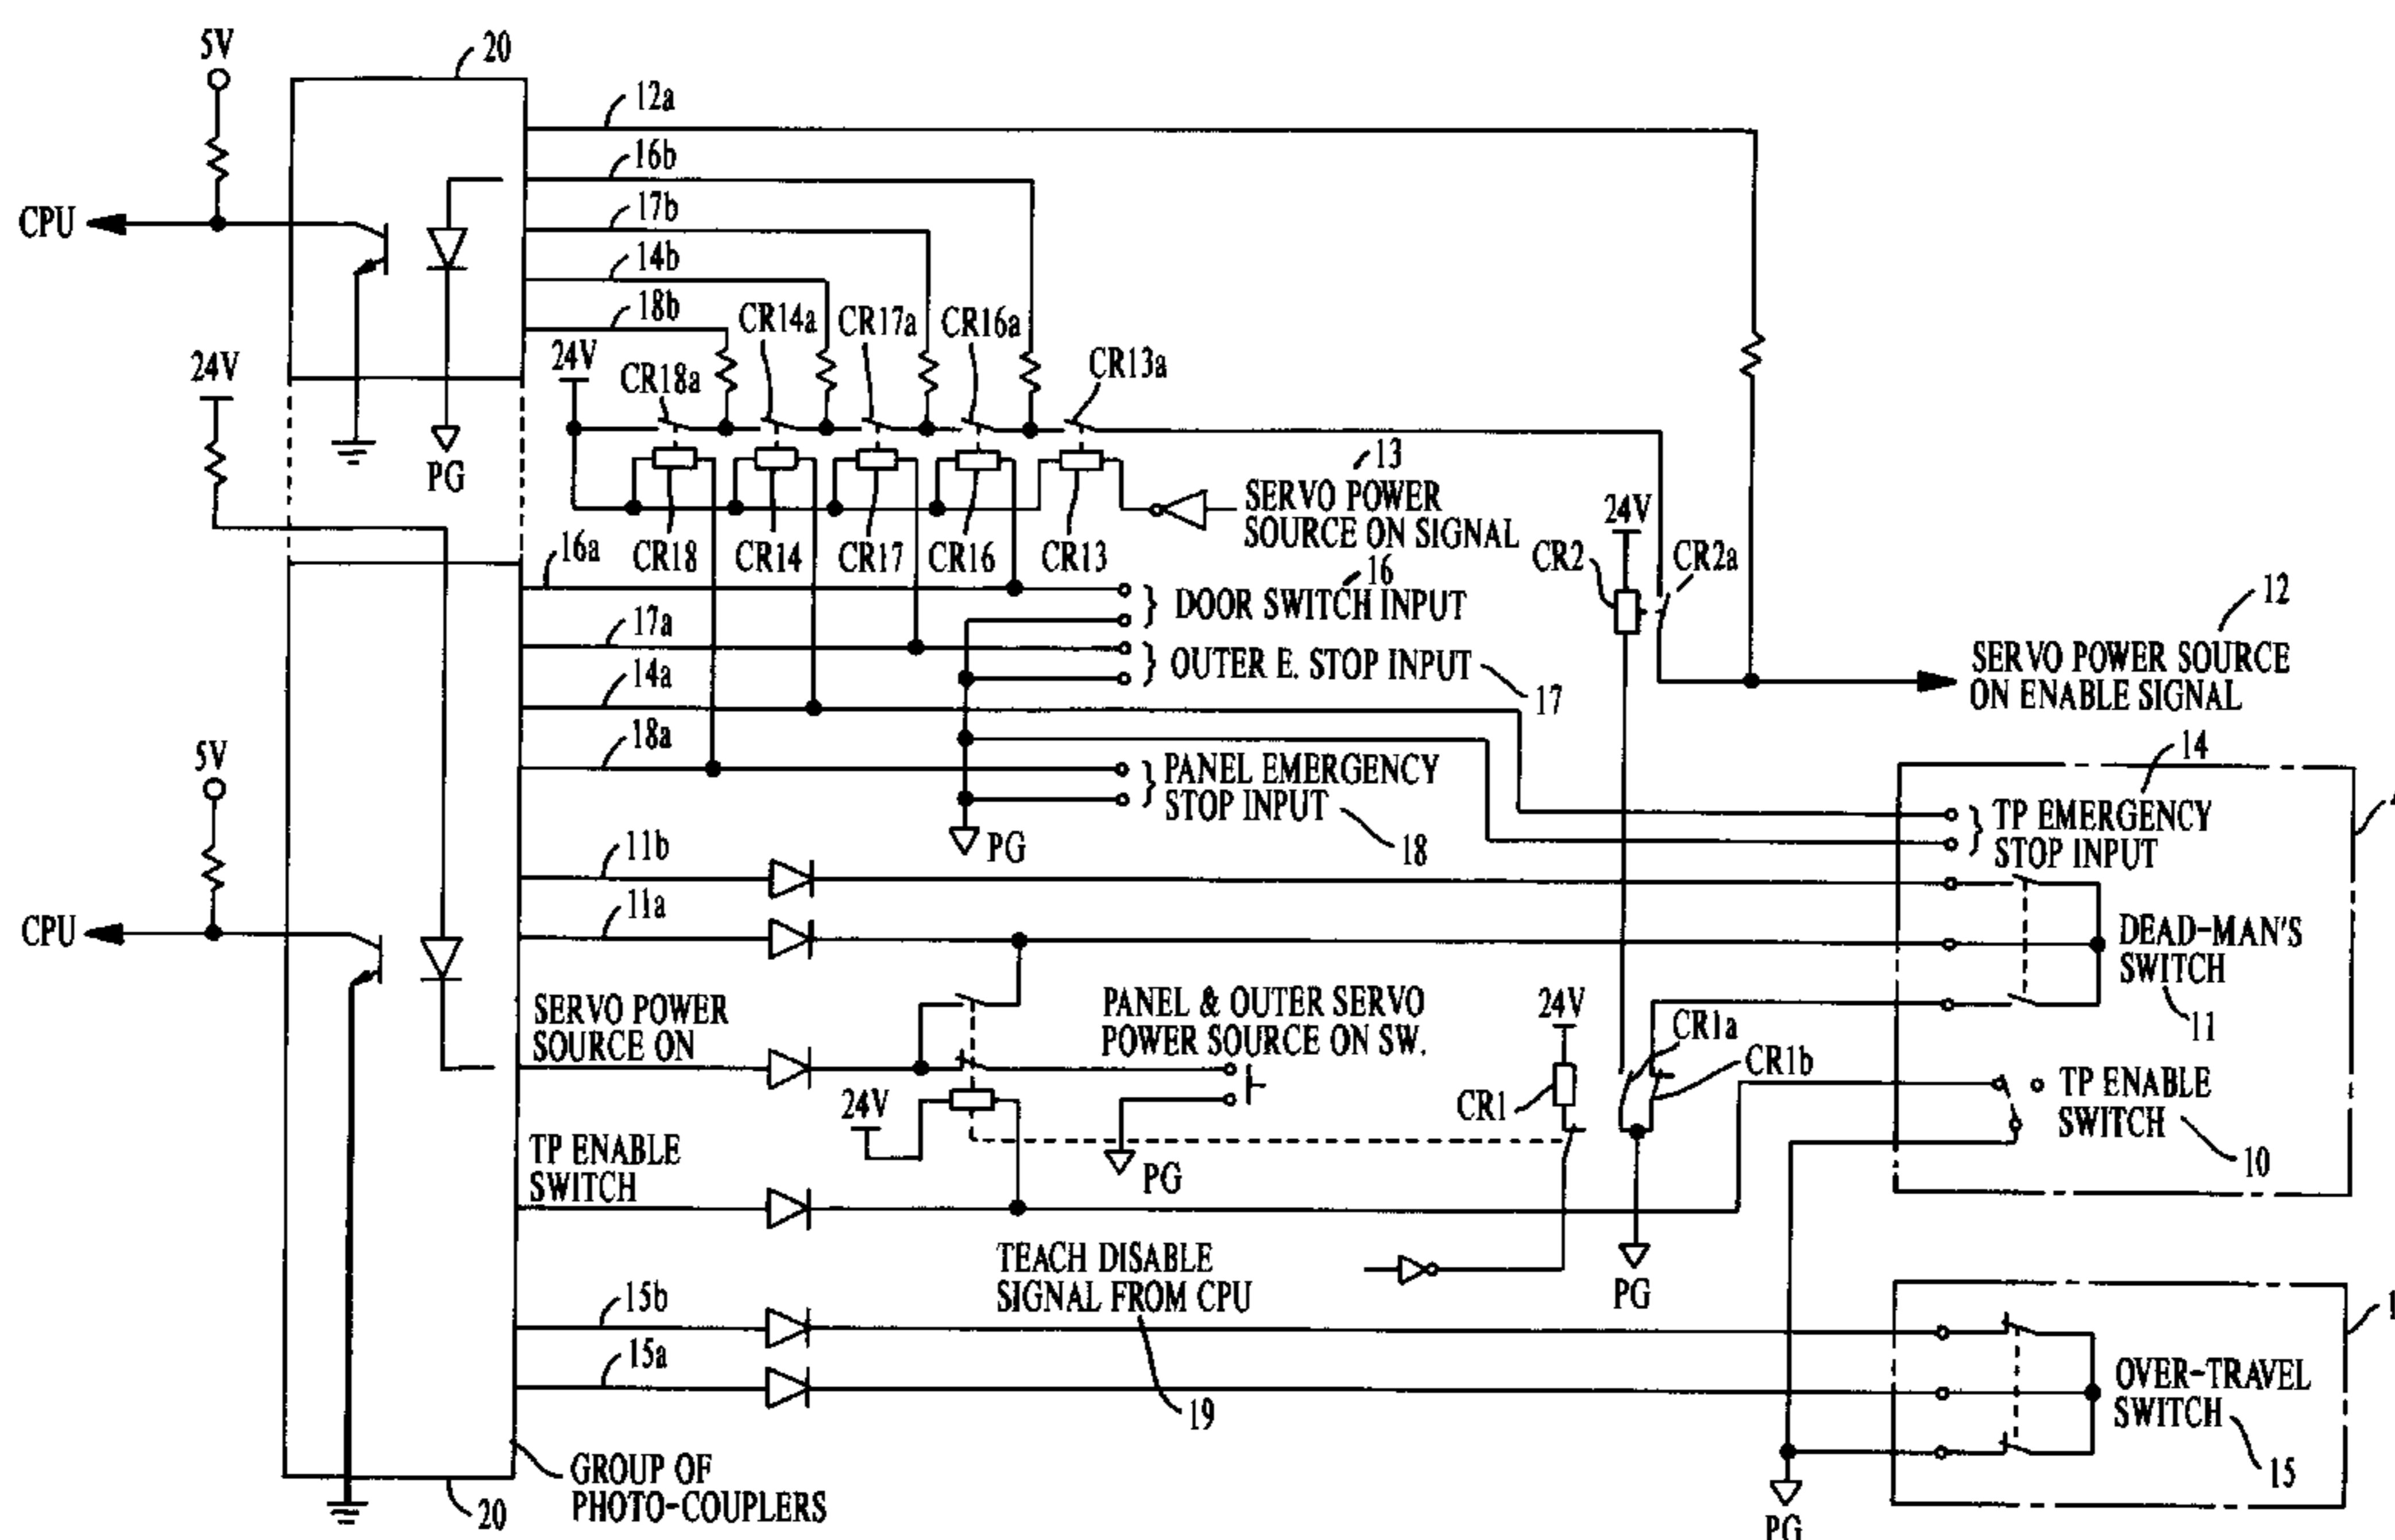 5V
20
12a
16b
CPU
17b
14b
18b
CR14a
CR17a
CR16a
24V
24V
CR18a
CR13a
PG
13
SERVO POWER
SOURCE ON SIGNAL
CR18
CR14
CR17
CR16
CR13
24V
CR2
CR2a
16a
16
DOOR SWITCH INPUT
12
17a
OUTER E. STOP INPUT
17
SERVO POWER SOURCE
ON ENABLE SIGNAL
14a
18a
5V
PANEL EMERGENCY
STOP INPUT
18
PG
14
TP EMERGENCY
STOP INPUT
11b
11a
CPU
DEAD-MAN'S
SWITCH
11
SERVO POWER
SOURCE ON
PANEL & OUTER SERVO
POWER SOURCE ON SW.
24V
CR1a
CR1b
24V
CR1
TP ENABLE
SWITCH
10
PG
TP ENABLE
SWITCH
TEACH DISABLE
SIGNAL FROM CPU
19
PG
15b
15a
OVER-TRAVEL
SWITCH
15
GROUP OF
PHOTO-COUPLERS
20
PG